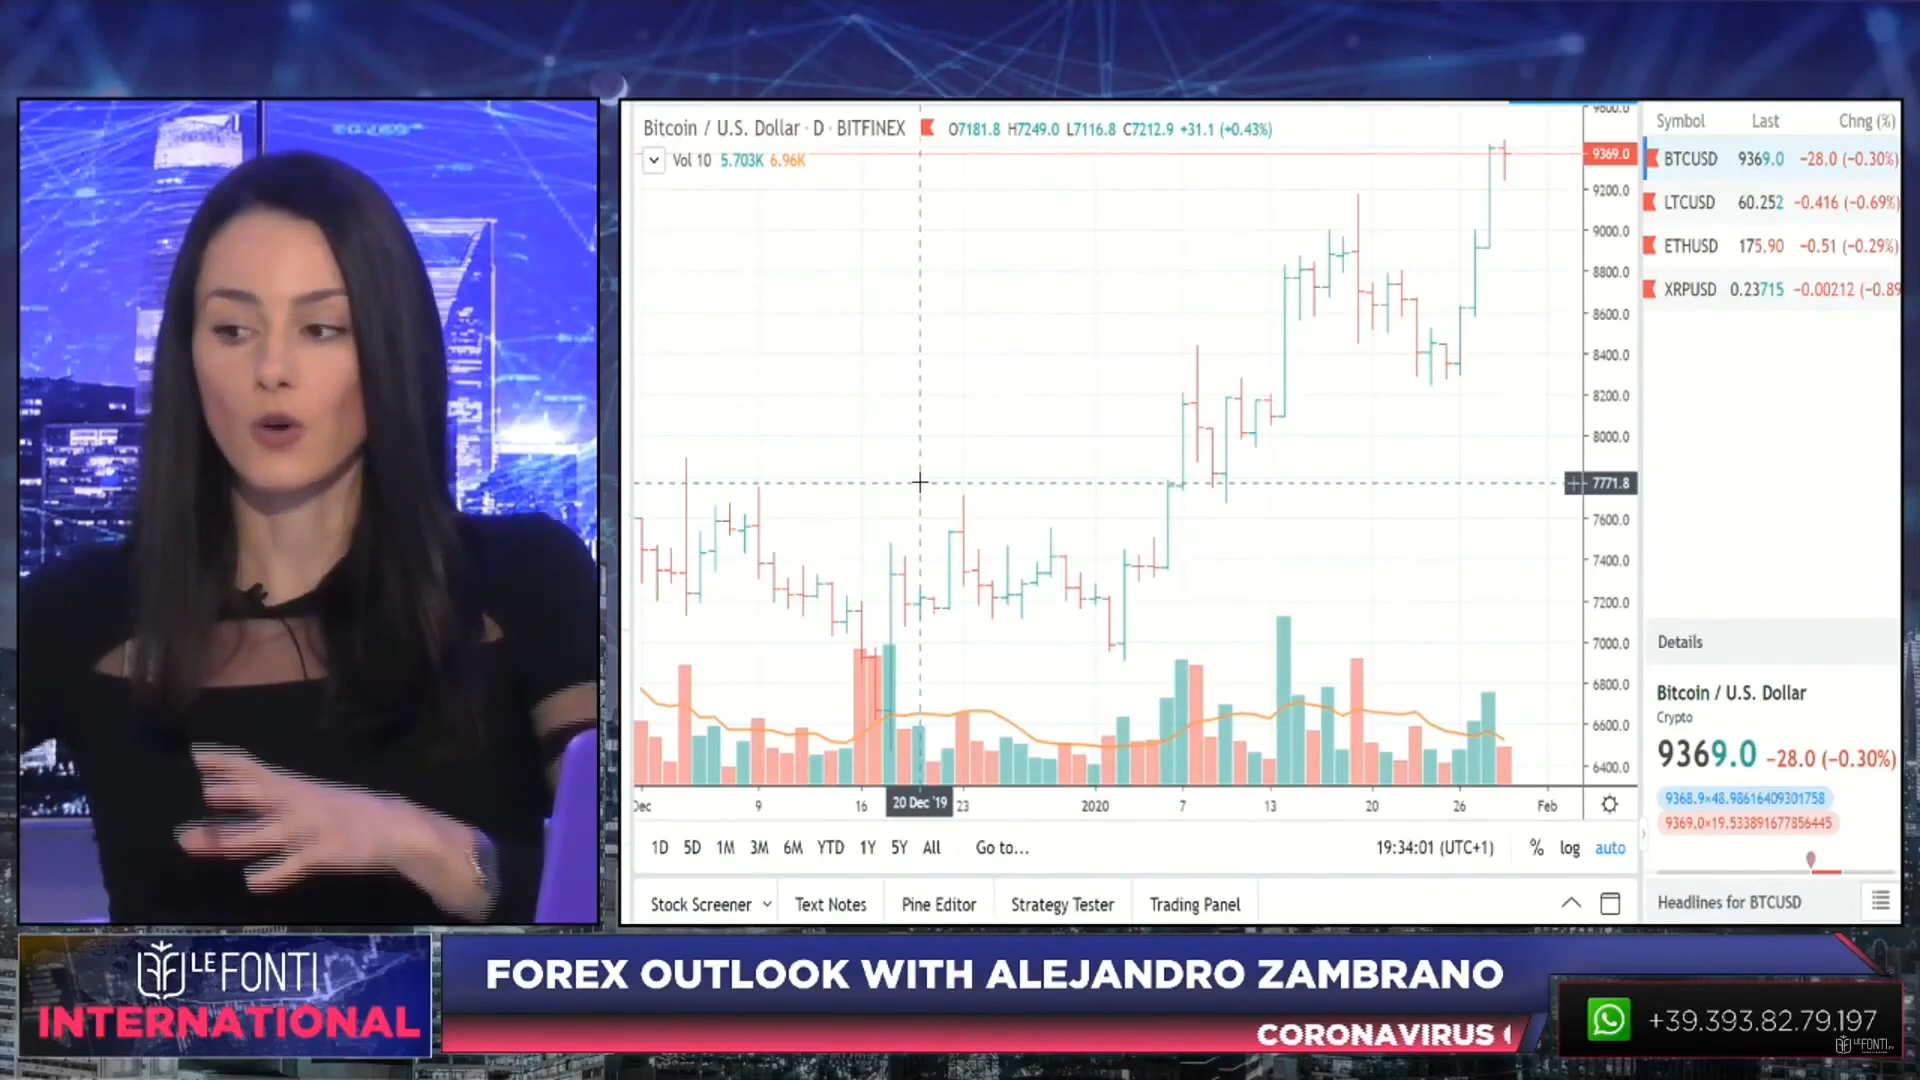 Bitcoin / U.S. Dollar · D · BITFINEX O7181.8 H7249.0 L7116.8 C7212.9 +31.1 (+0.43%)
Vol 10 5.703K 6.96K
9600.0
9369.0
9200.0
9000.0
8800.0
8600.0
8400.0
8200.0
8000.0
7771.8
7600.0
7400.0
7200.0
7000.0
6800.0
6600.0
6400.0
Dec 9 16 20 Dec '19 23 2020 7 13 20 26 Feb
1D 5D 1M 3M 6M YTD 1Y 5Y All Go to... 19:34:01 (UTC+1) % log auto
Stock Screener Text Notes Pine Editor Strategy Tester Trading Panel
Symbol Last Chng (%)
BTCUSD 9369.0 −28.0 (−0.30%)
LTCUSD 60.252 −0.416 (−0.69%)
ETHUSD 175.90 −0.51 (−0.29%)
XRPUSD 0.23715 −0.00212 (−0.89
Details
Bitcoin / U.S. Dollar
Crypto
9369.0 −28.0 (−0.30%)
9368.9×48.98616409301758
9369.0×19.533891677856445
Headlines for BTCUSD
LE FONTI
INTERNATIONAL
FOREX OUTLOOK WITH ALEJANDRO ZAMBRANO
CORONAVIRUS
+39.393.82.79.197
LE FONTI